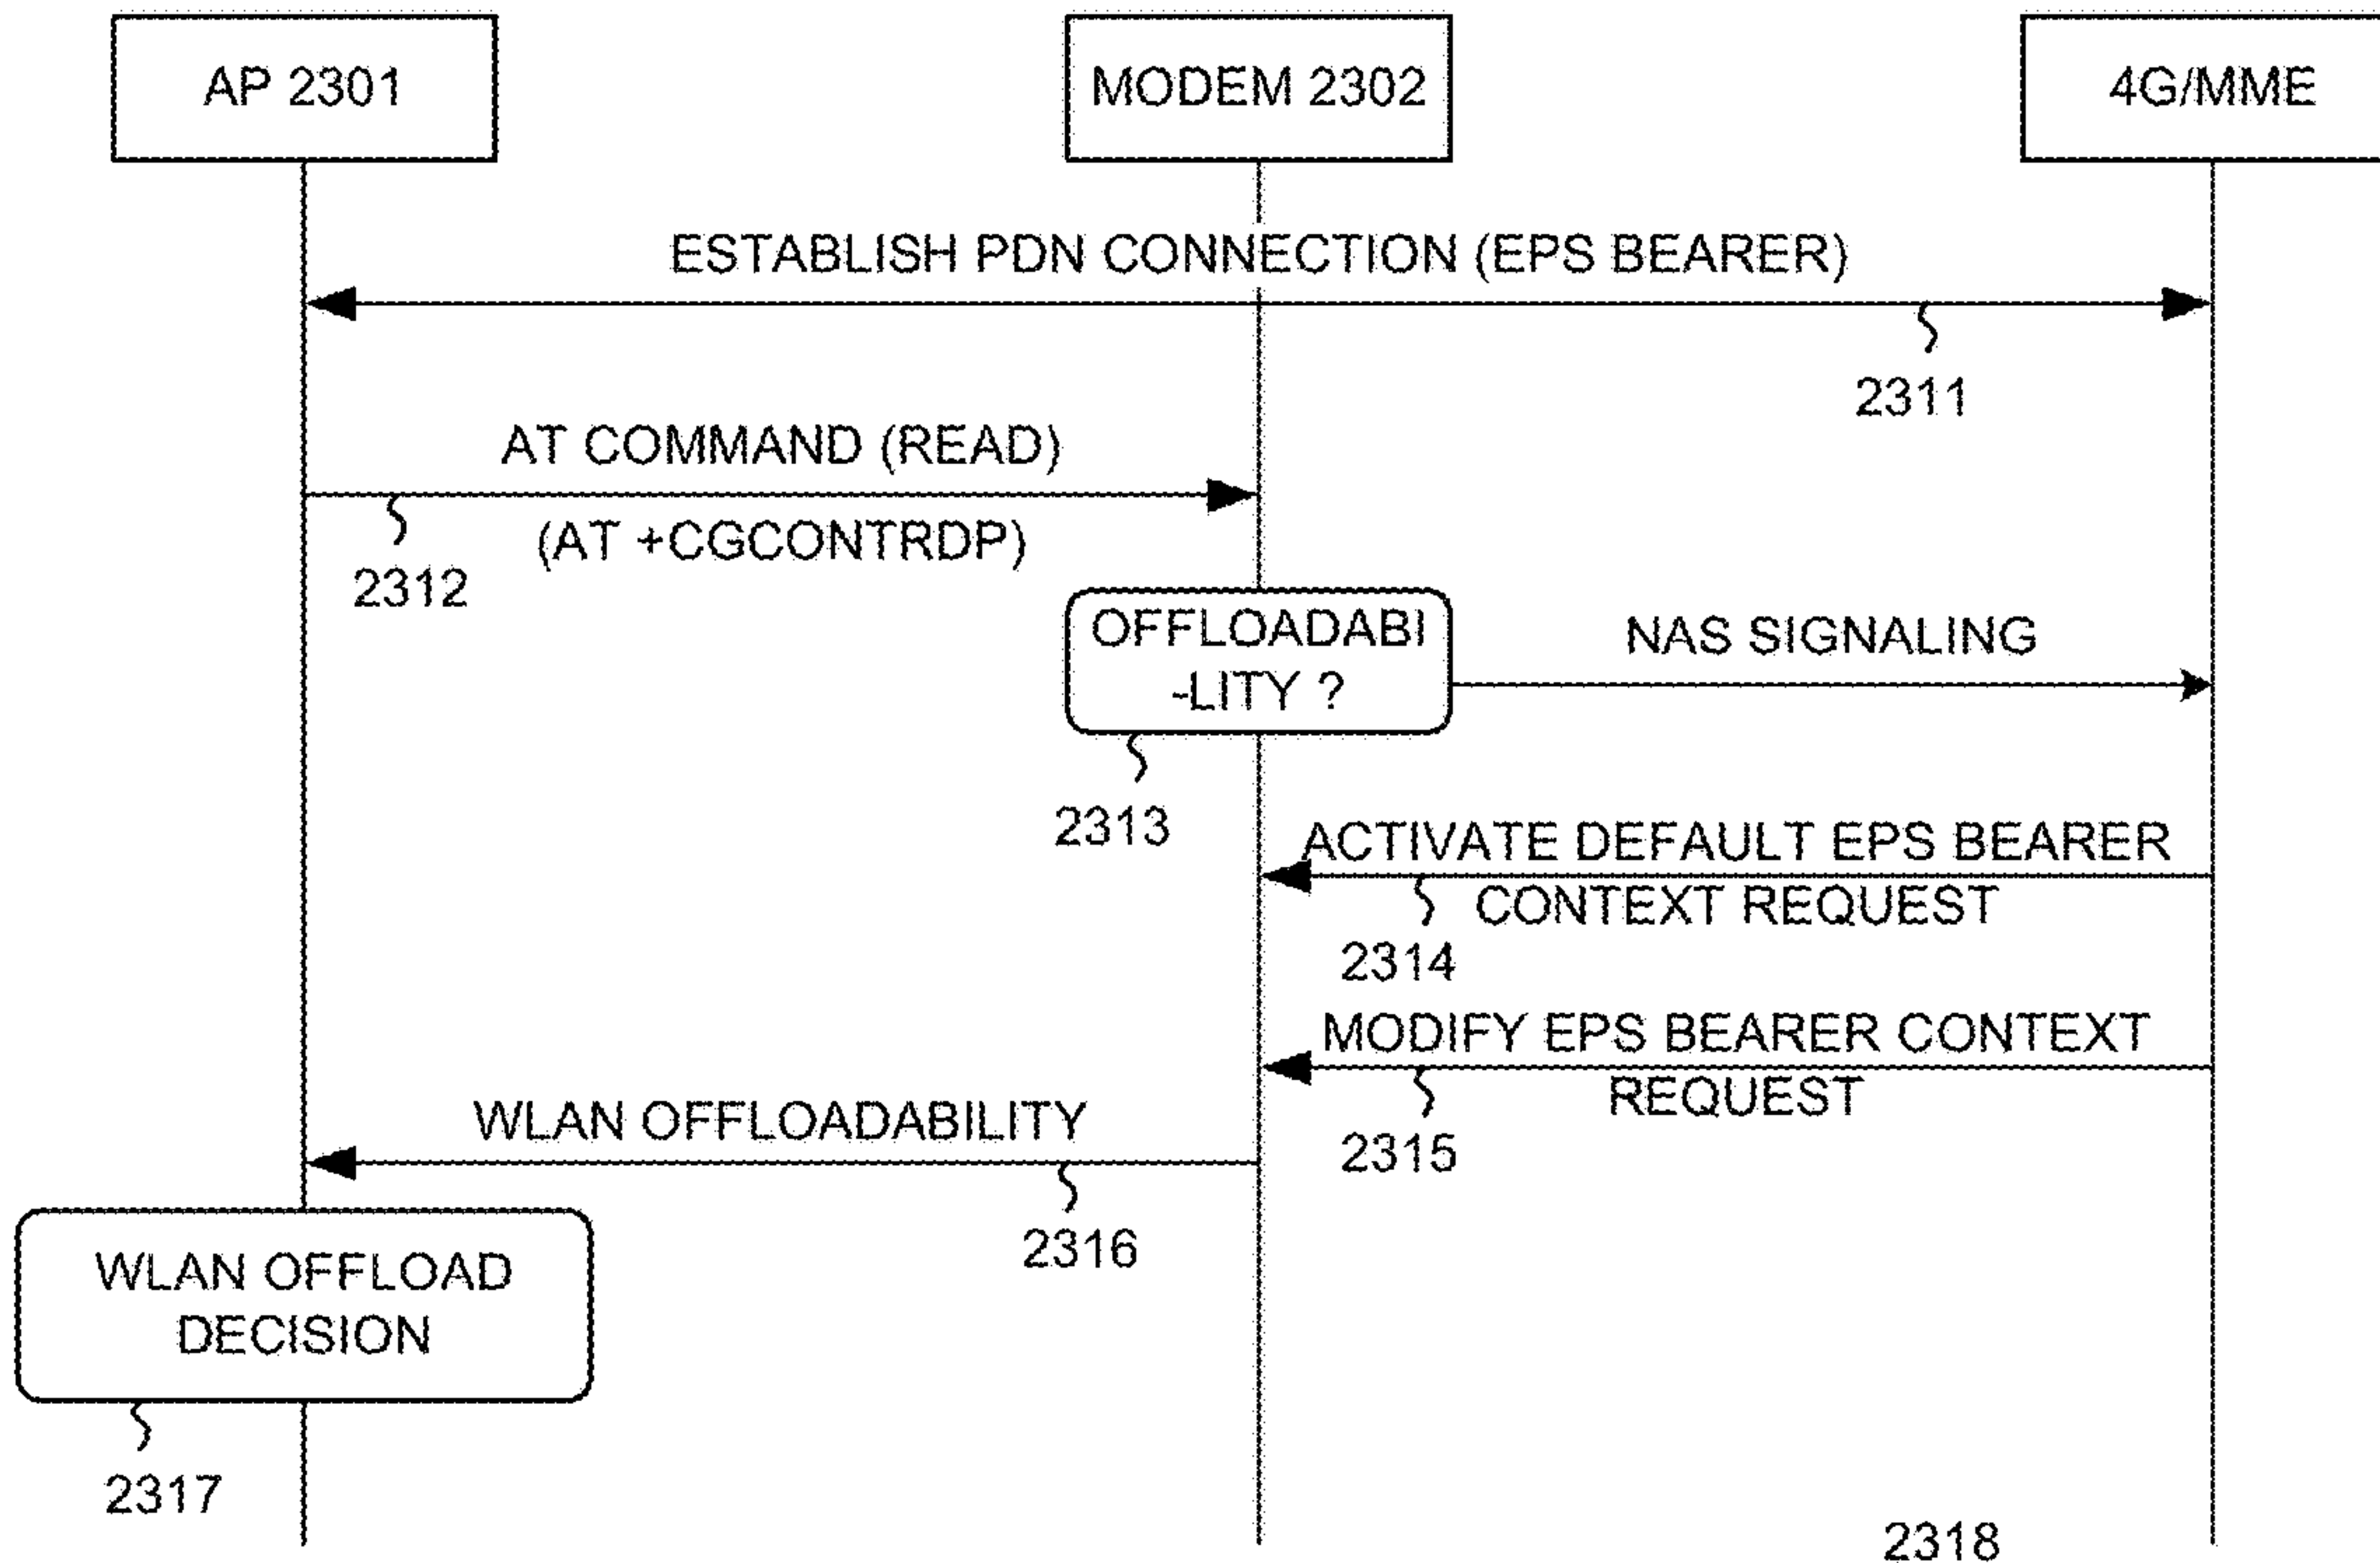 AP 2301
MODEM 2302
4G/MME
ESTABLISH PDN CONNECTION (EPS BEARER)
2311
AT COMMAND (READ)
(AT +CGCONTRDP)
2312
OFFLOADABI
-LITY ?
NAS SIGNALING
2313
ACTIVATE DEFAULT EPS BEARER
CONTEXT REQUEST
2314
MODIFY EPS BEARER CONTEXT
REQUEST
2315
WLAN OFFLOADABILITY
2316
WLAN OFFLOAD
DECISION
2317
2318